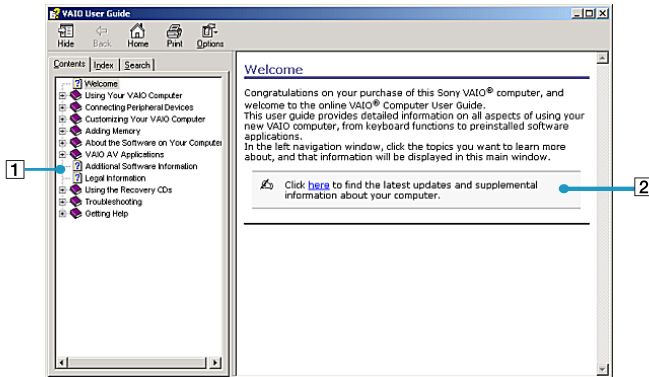 VAIO User Guide
Hide Back Home Print Options
Contents Index Search
Welcome
Using Your VAIO Computer
Connecting Peripheral Devices
Customizing Your VAIO Computer
Adding Memory
About the Software on Your Computer
VAIO AV Applications
Additional Software Information
Legal Information
Using the Recovery CDs
Troubleshooting
Getting Help
1
Welcome
Congratulations on your purchase of this Sony VAIO® computer, and
welcome to the online VAIO® Computer User Guide.
This user guide provides detailed information on all aspects of using your
new VAIO computer, from keyboard functions to preinstalled software
applications.
In the left navigation window, click the topics you want to learn more
about, and that information will be displayed in this main window.
Click here to find the latest updates and supplemental
information about your computer.
2